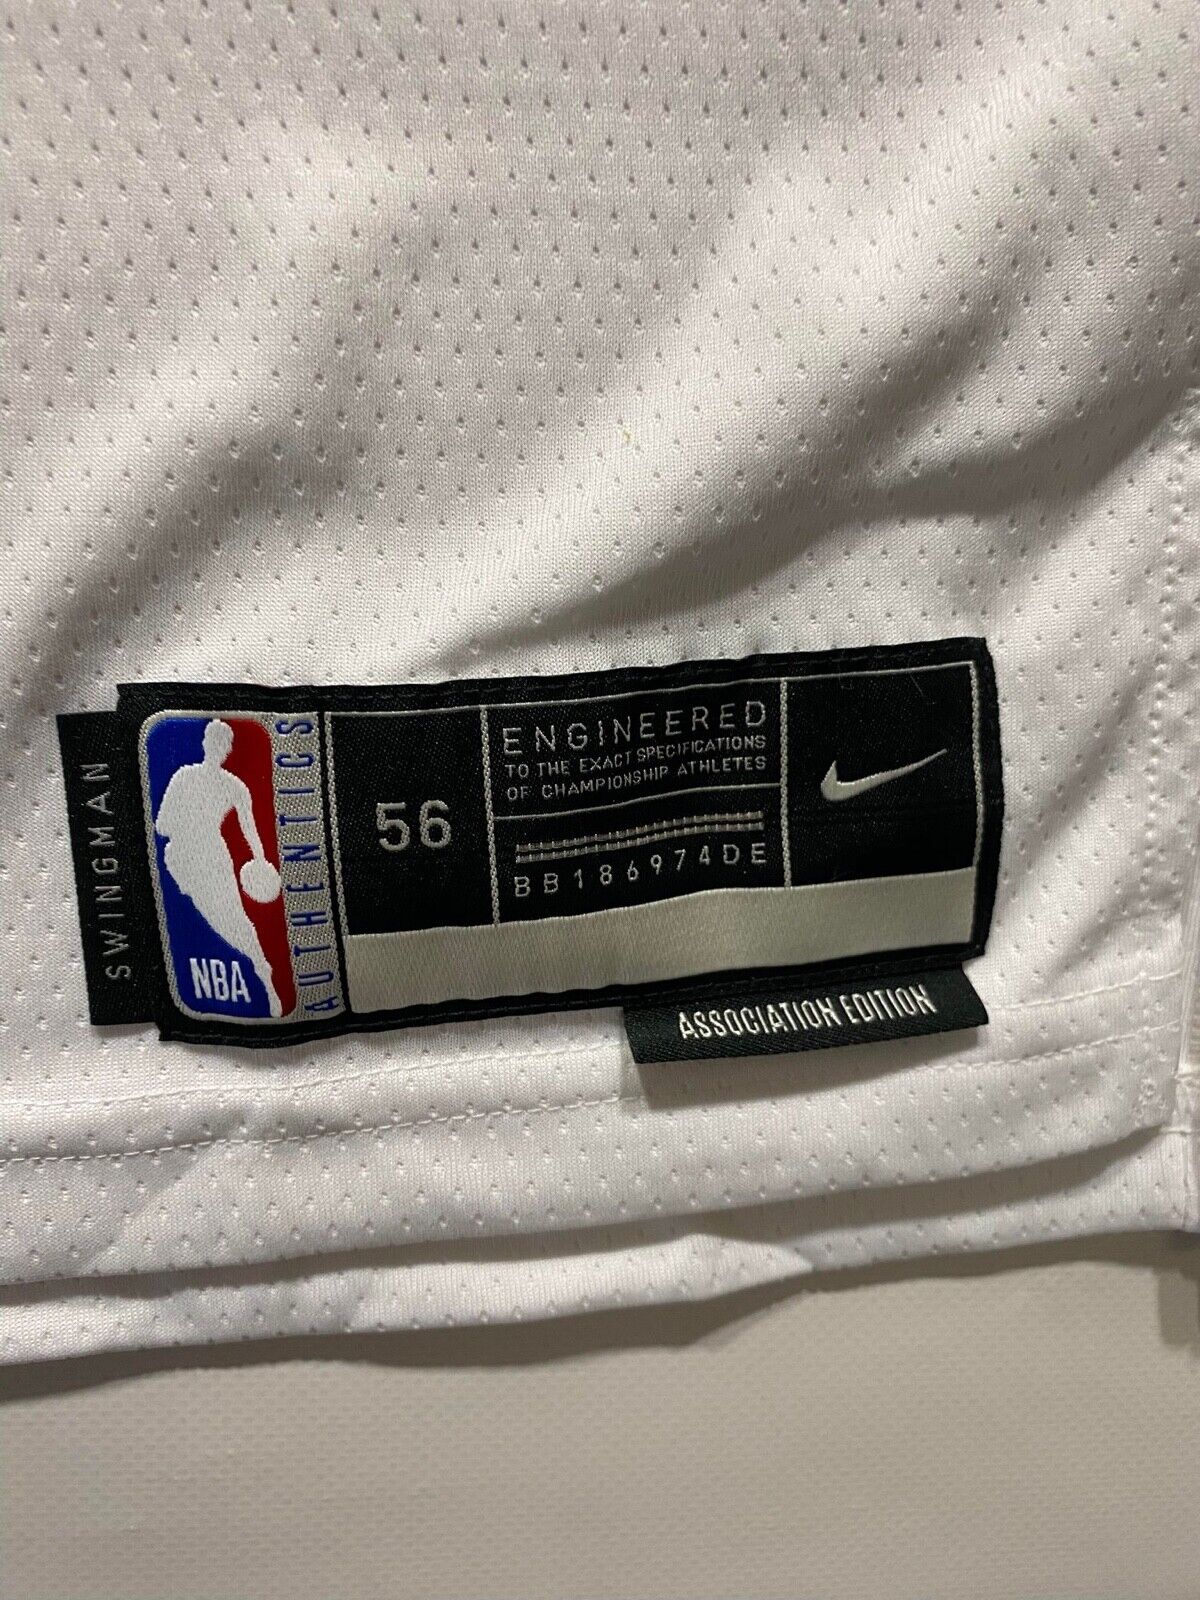 SWINGMAN
NBA
AUTHENTICS
56
ENGINEERED
TO THE EXACT SPECIFICATIONS
OF CHAMPIONSHIP ATHLETES
BB186974DE
ASSOCIATION EDITION